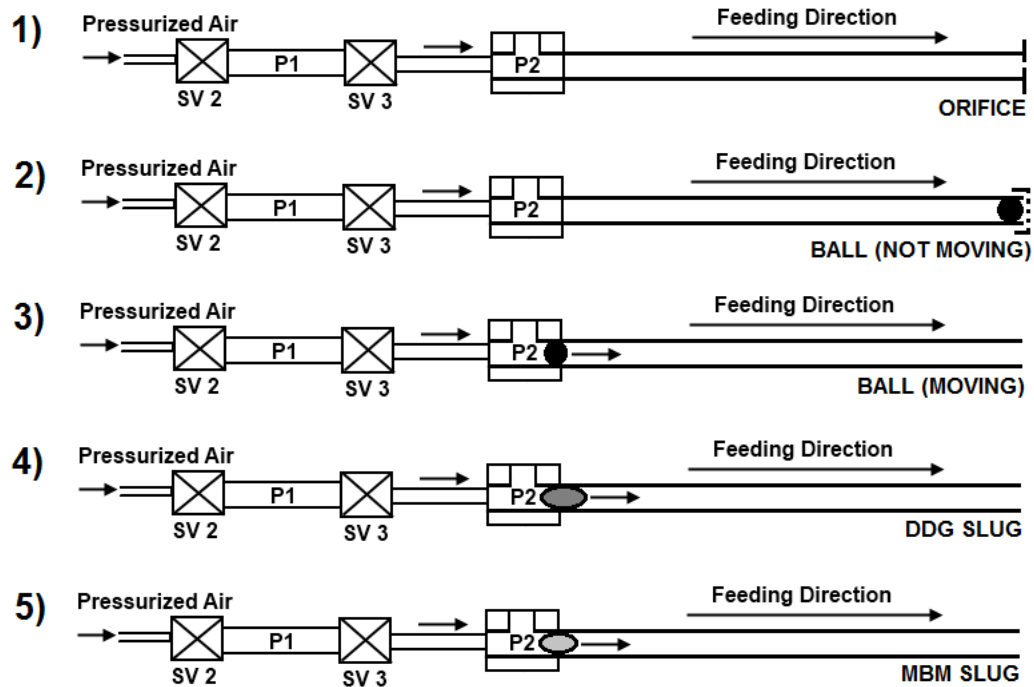 1)
Pressurized Air
Feeding Direction
P1
P2
SV 2
SV 3
ORIFICE
2)
Pressurized Air
Feeding Direction
P1
P2
SV 2
SV 3
BALL (NOT MOVING)
3)
Pressurized Air
Feeding Direction
P1
P2
SV 2
SV 3
BALL (MOVING)
4)
Pressurized Air
Feeding Direction
P1
P2
SV 2
SV 3
DDG SLUG
5)
Pressurized Air
Feeding Direction
P1
P2
SV 2
SV 3
MBM SLUG